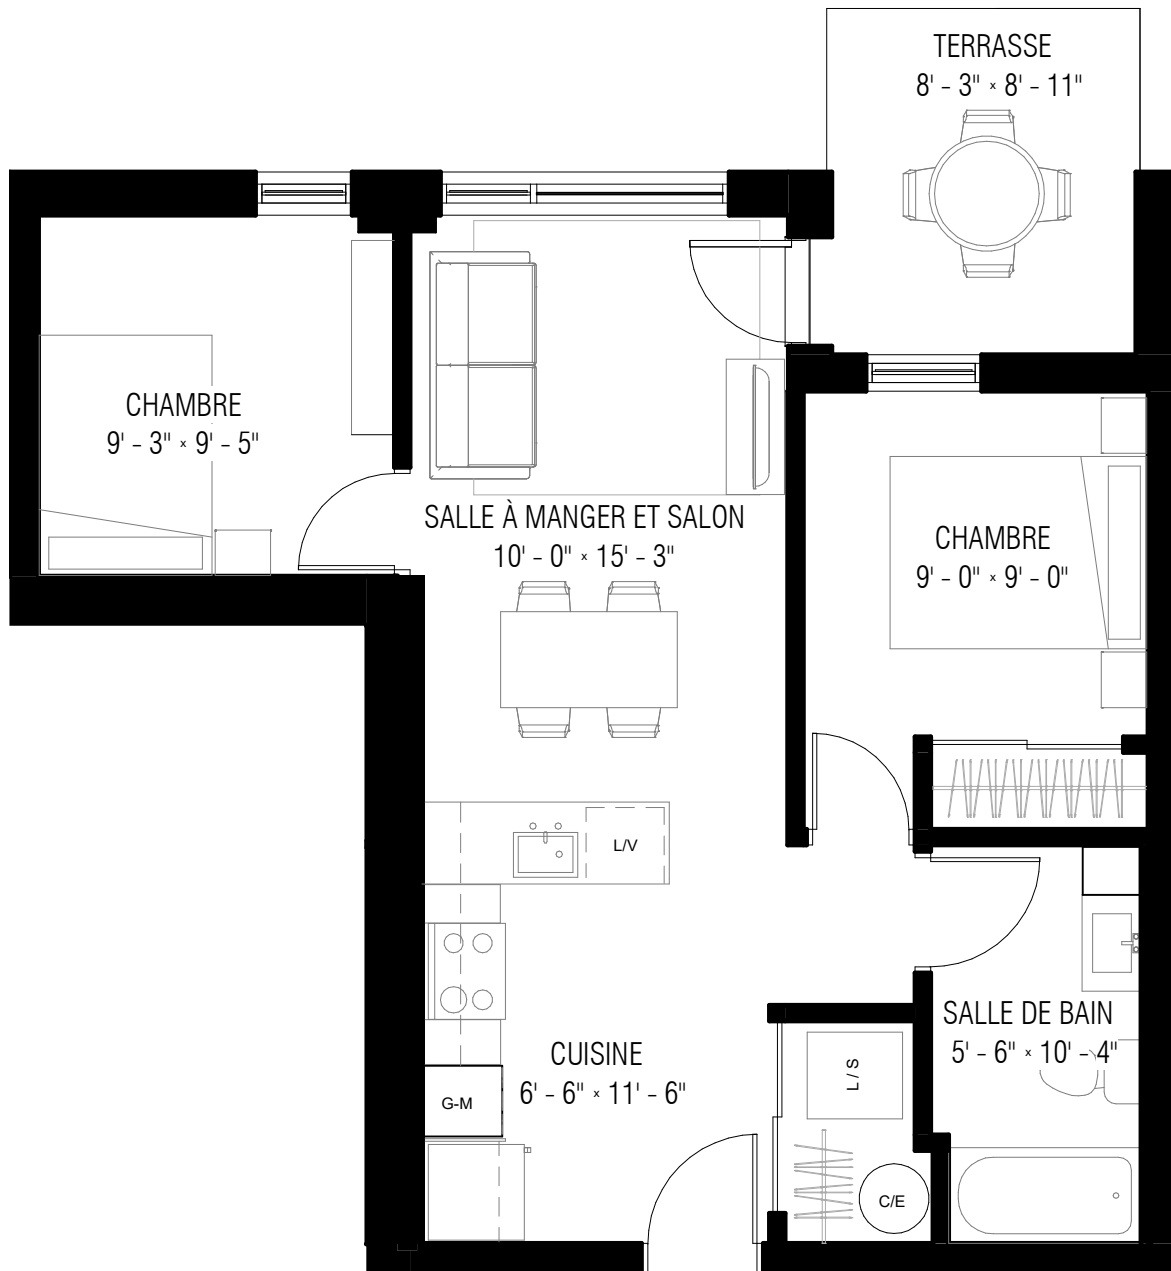 TERRASSE
8' - 3" × 8' - 11"
CHAMBRE
9' - 3" × 9' - 5"
SALLE À MANGER ET SALON
10' - 0" × 15' - 3"
CHAMBRE
9' - 0" × 9' - 0"
L/V
SALLE DE BAIN
5' - 6" × 10' - 4"
CUISINE
6' - 6" × 11' - 6"
L / S
G-M
C/E